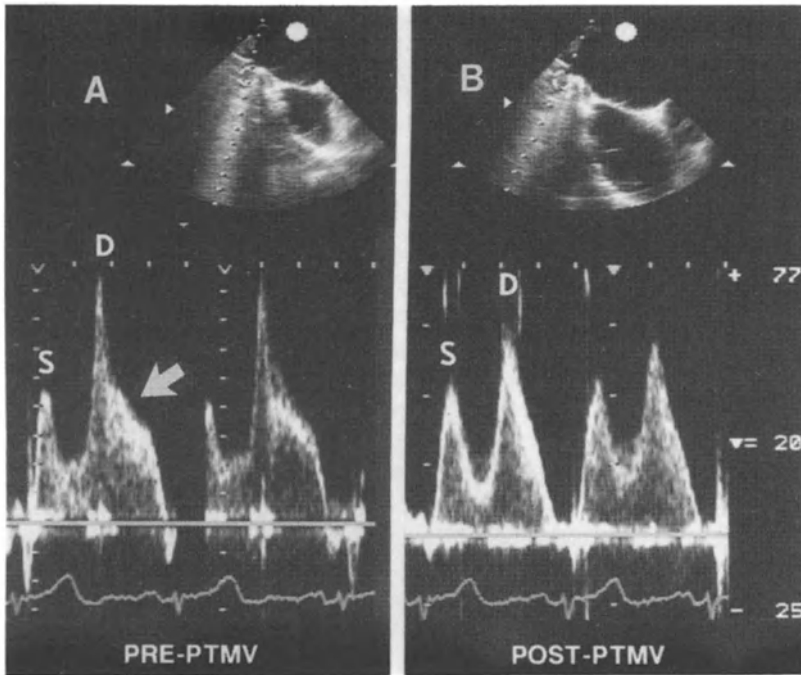 A
D
S
PRE-PTMV
B
D
S
+ 77
▼= 20
- 25
POST-PTMV